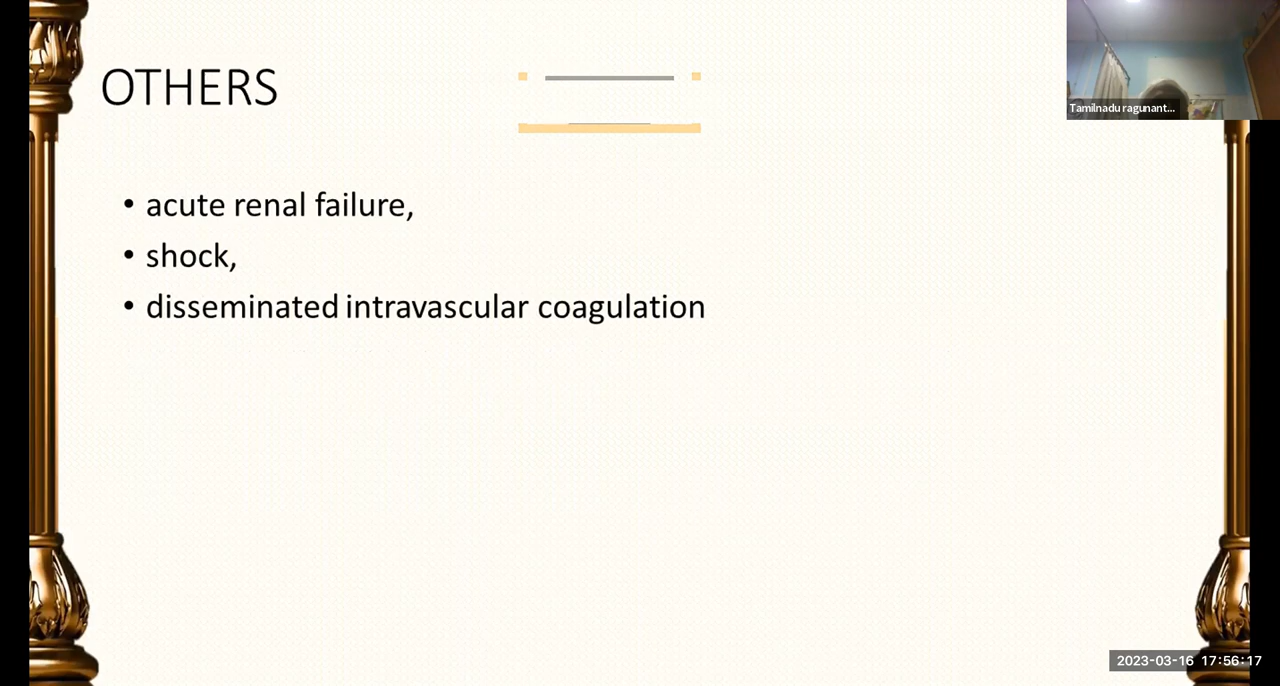 OTHERS
Tamilnadu ragunant...
• acute renal failure,
• shock,
• disseminated intravascular coagulation
2023-03-16 17:56:17